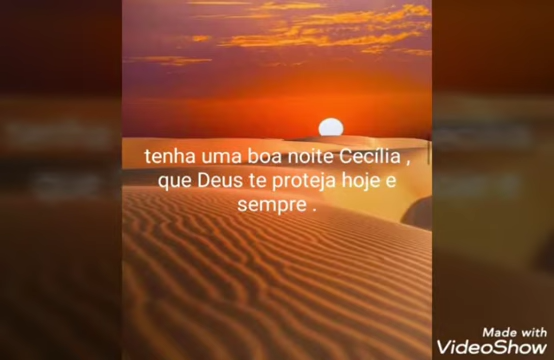 tenha uma boa noite Cecília ,
que Deus te proteja hoje e
sempre .
Made with
VideoShow